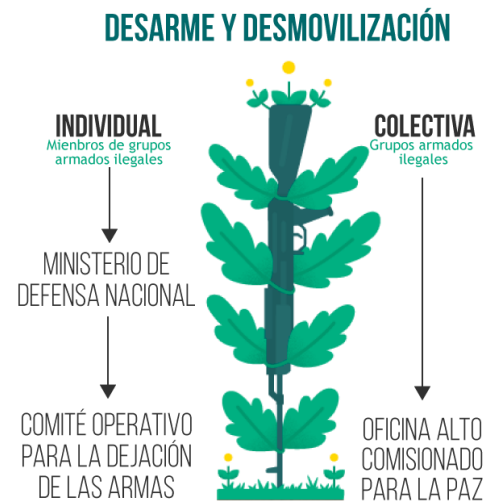 DESARME Y DESMOVILIZACIÓN
INDIVIDUAL
Mienbros de grupos
armados ilegales
MINISTERIO DE
DEFENSA NACIONAL
COMITÉ OPERATIVO
PARA LA DEJACIÓN
DE LAS ARMAS
COLECTIVA
Grupos armados
ilegales
OFICINA ALTO
COMISIONADO
PARA LA PAZ